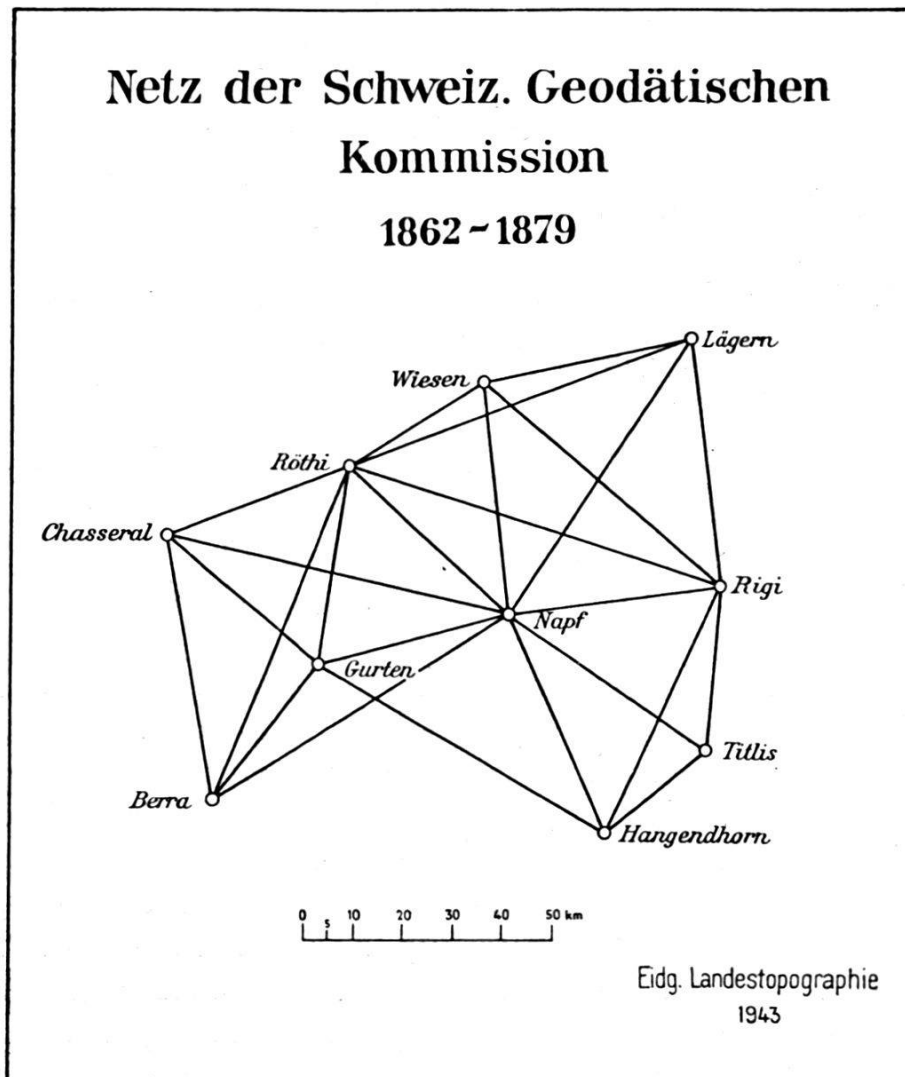 Netz der Schweiz. Geodätischen
Kommission
1862 ~ 1879
Lägern
Wiesen
Röthi
Chasseral
Rigi
Napf
Gurten
Titlis
Berra
Hangendhorn
0 5 10 20 30 40 50 km
Eidg. Landestopographie
1943